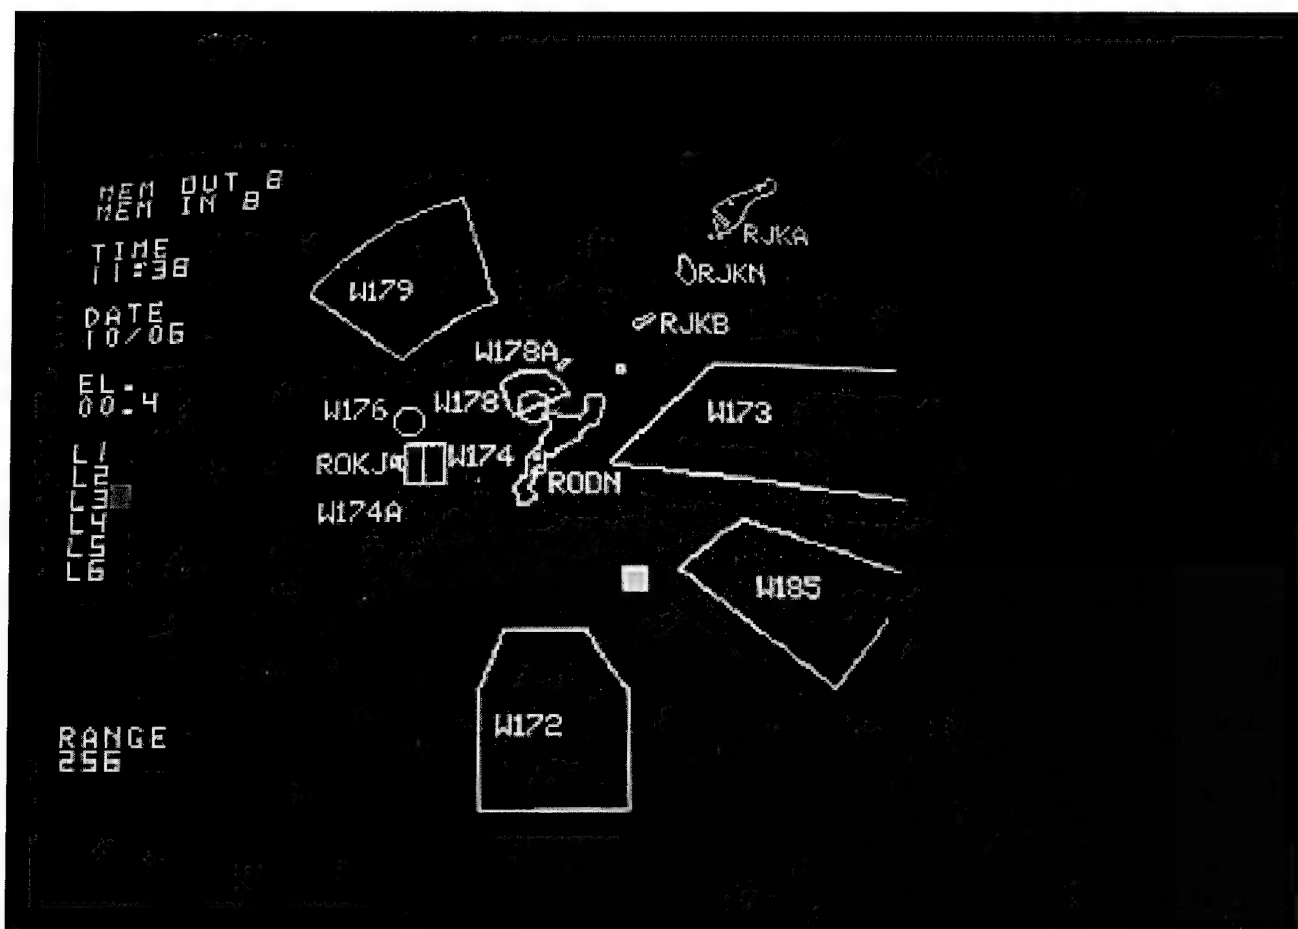 MEM OUT 8
MEM IN 8
TIME
11:38
DATE
10/06
EL.
00.4
L1
L2
L3
L4
L5
L6
RANGE
256
RJKA
RJKN
W179
RJKB
W178A
W176
W178
W173
ROKJ
W174
RODN
W174A
W185
W172